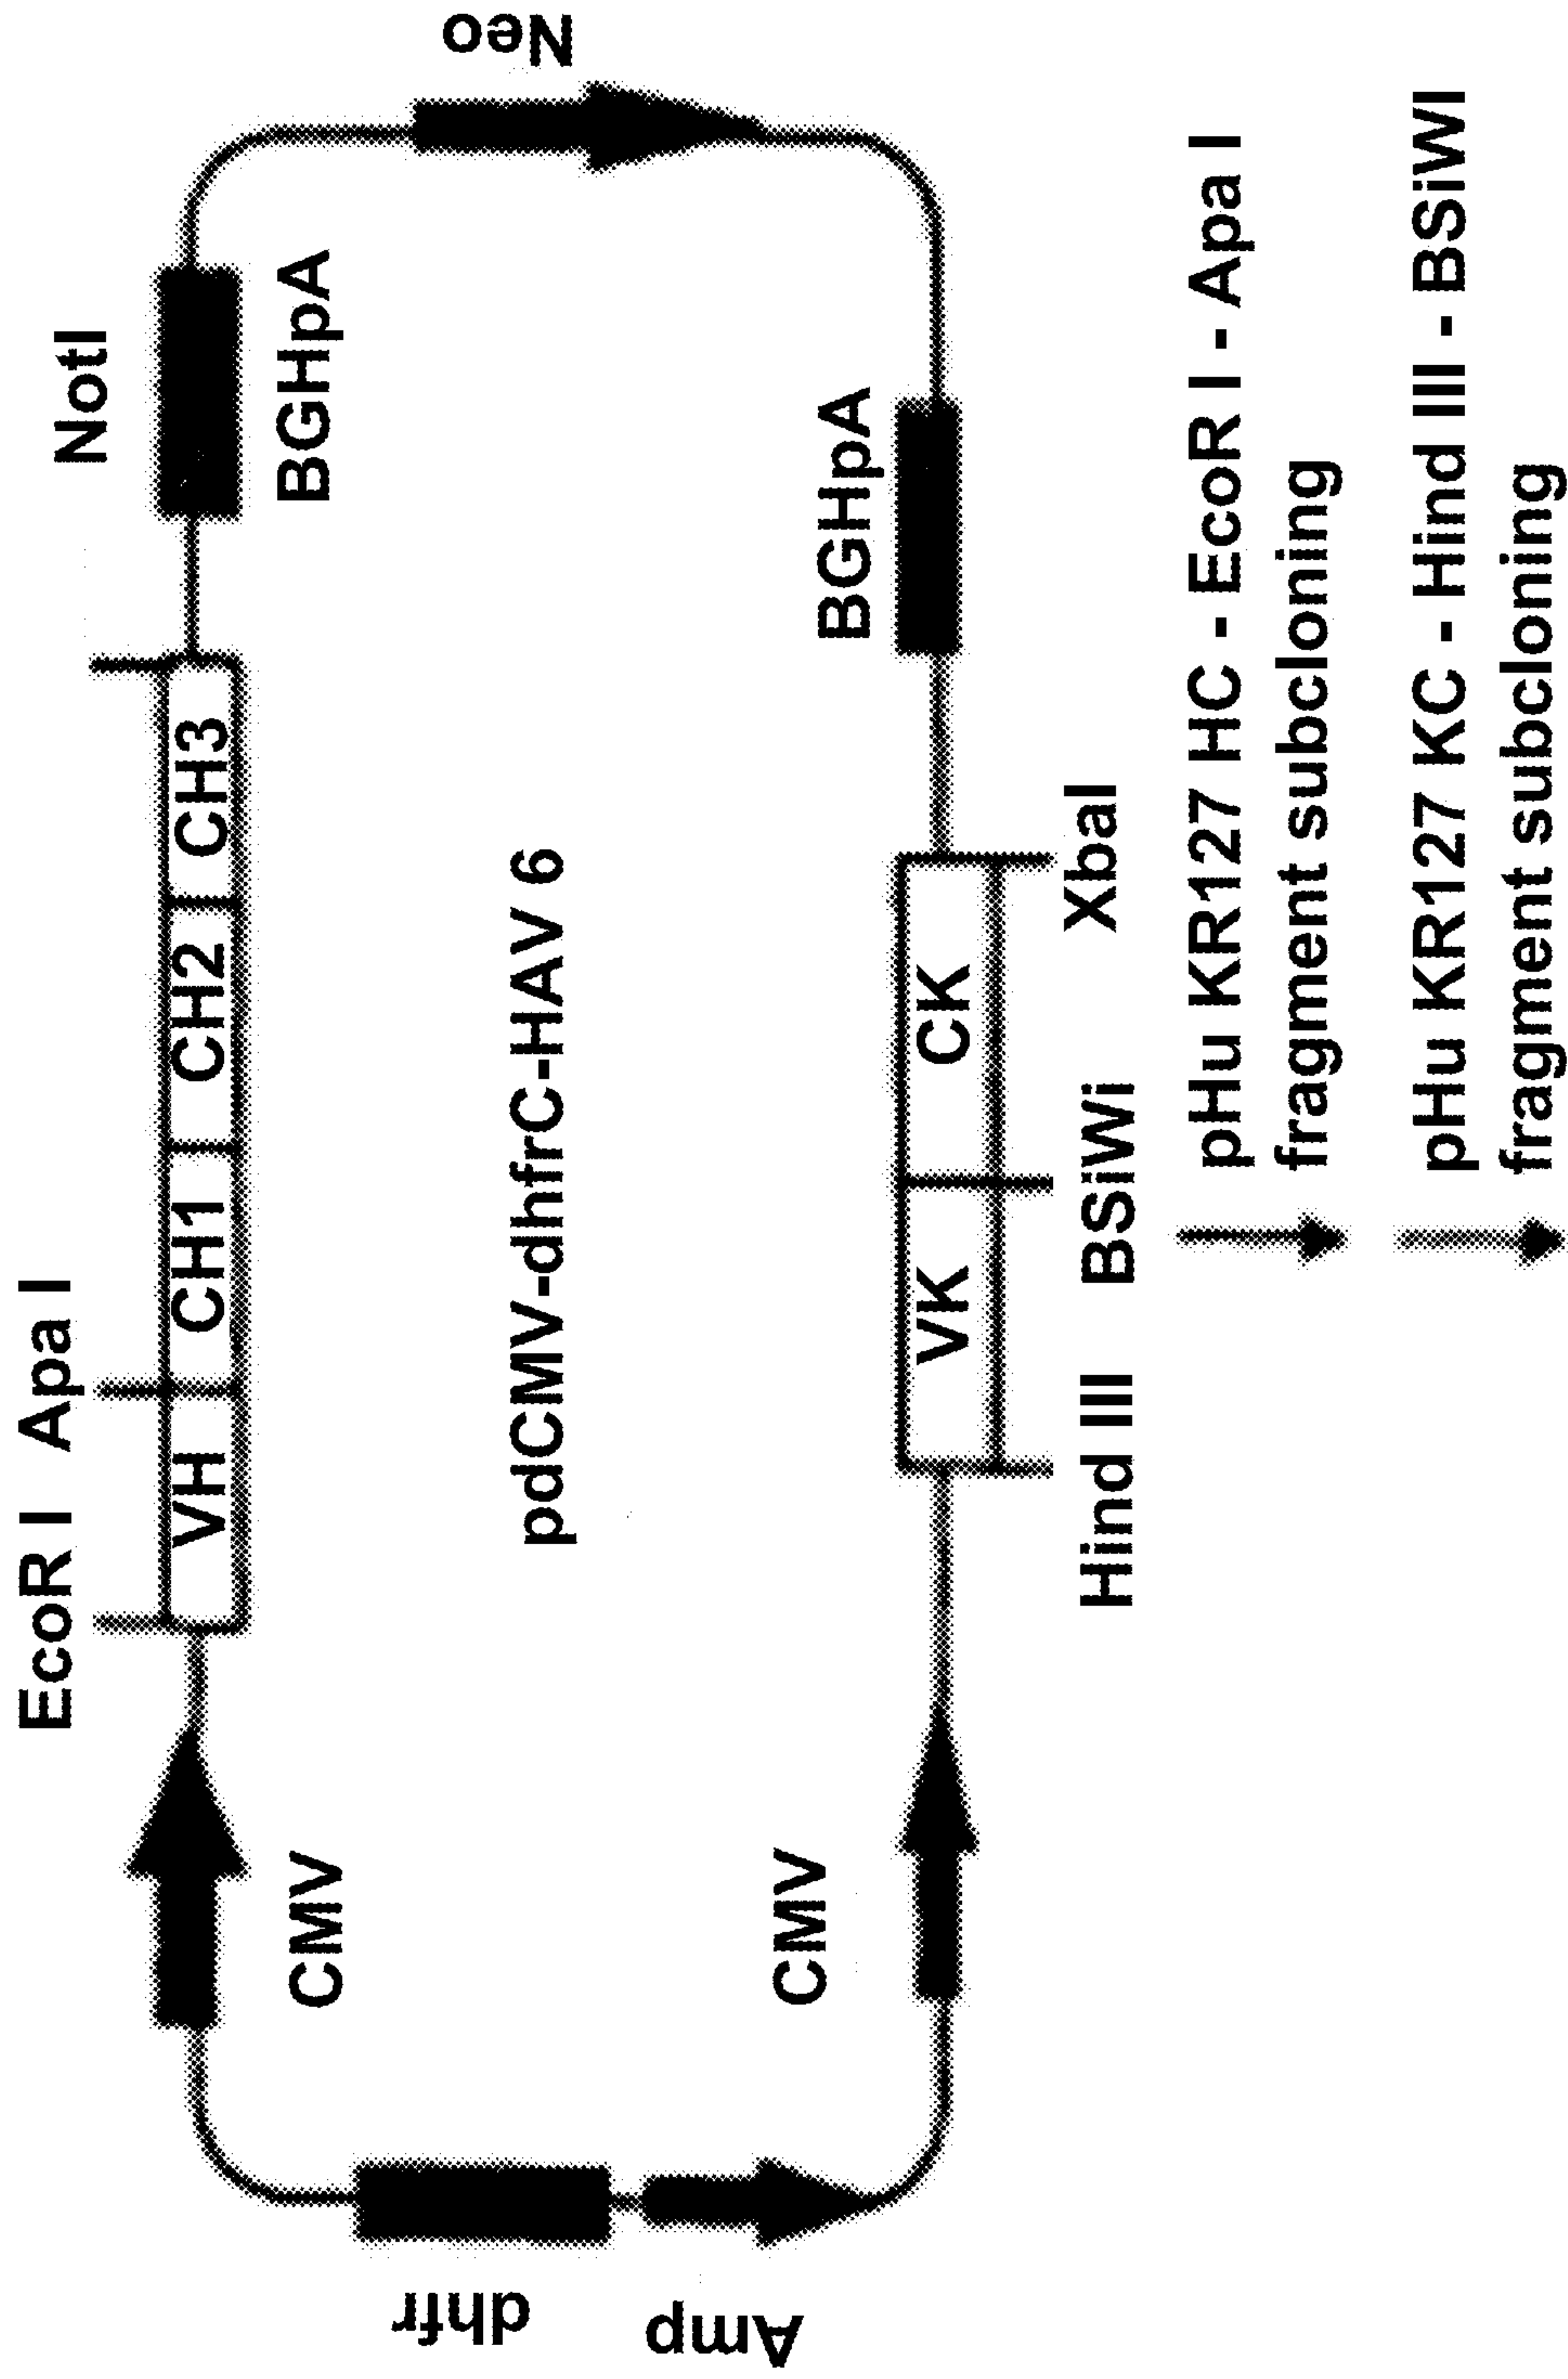 EcoR I Apa I
NotI
VH CH1 CH2 CH3
CMV
BGHpA
dhfr
Neo
pdCMV-dhfrC-HAV 6
Amp
CMV
BGHpA
VK CK
Hind III BSiWi XbaI
pHu KR127 HC - EcoR I - Apa I
fragment subcloning
pHu KR127 KC - Hind III - BSiWI
fragment subcloning